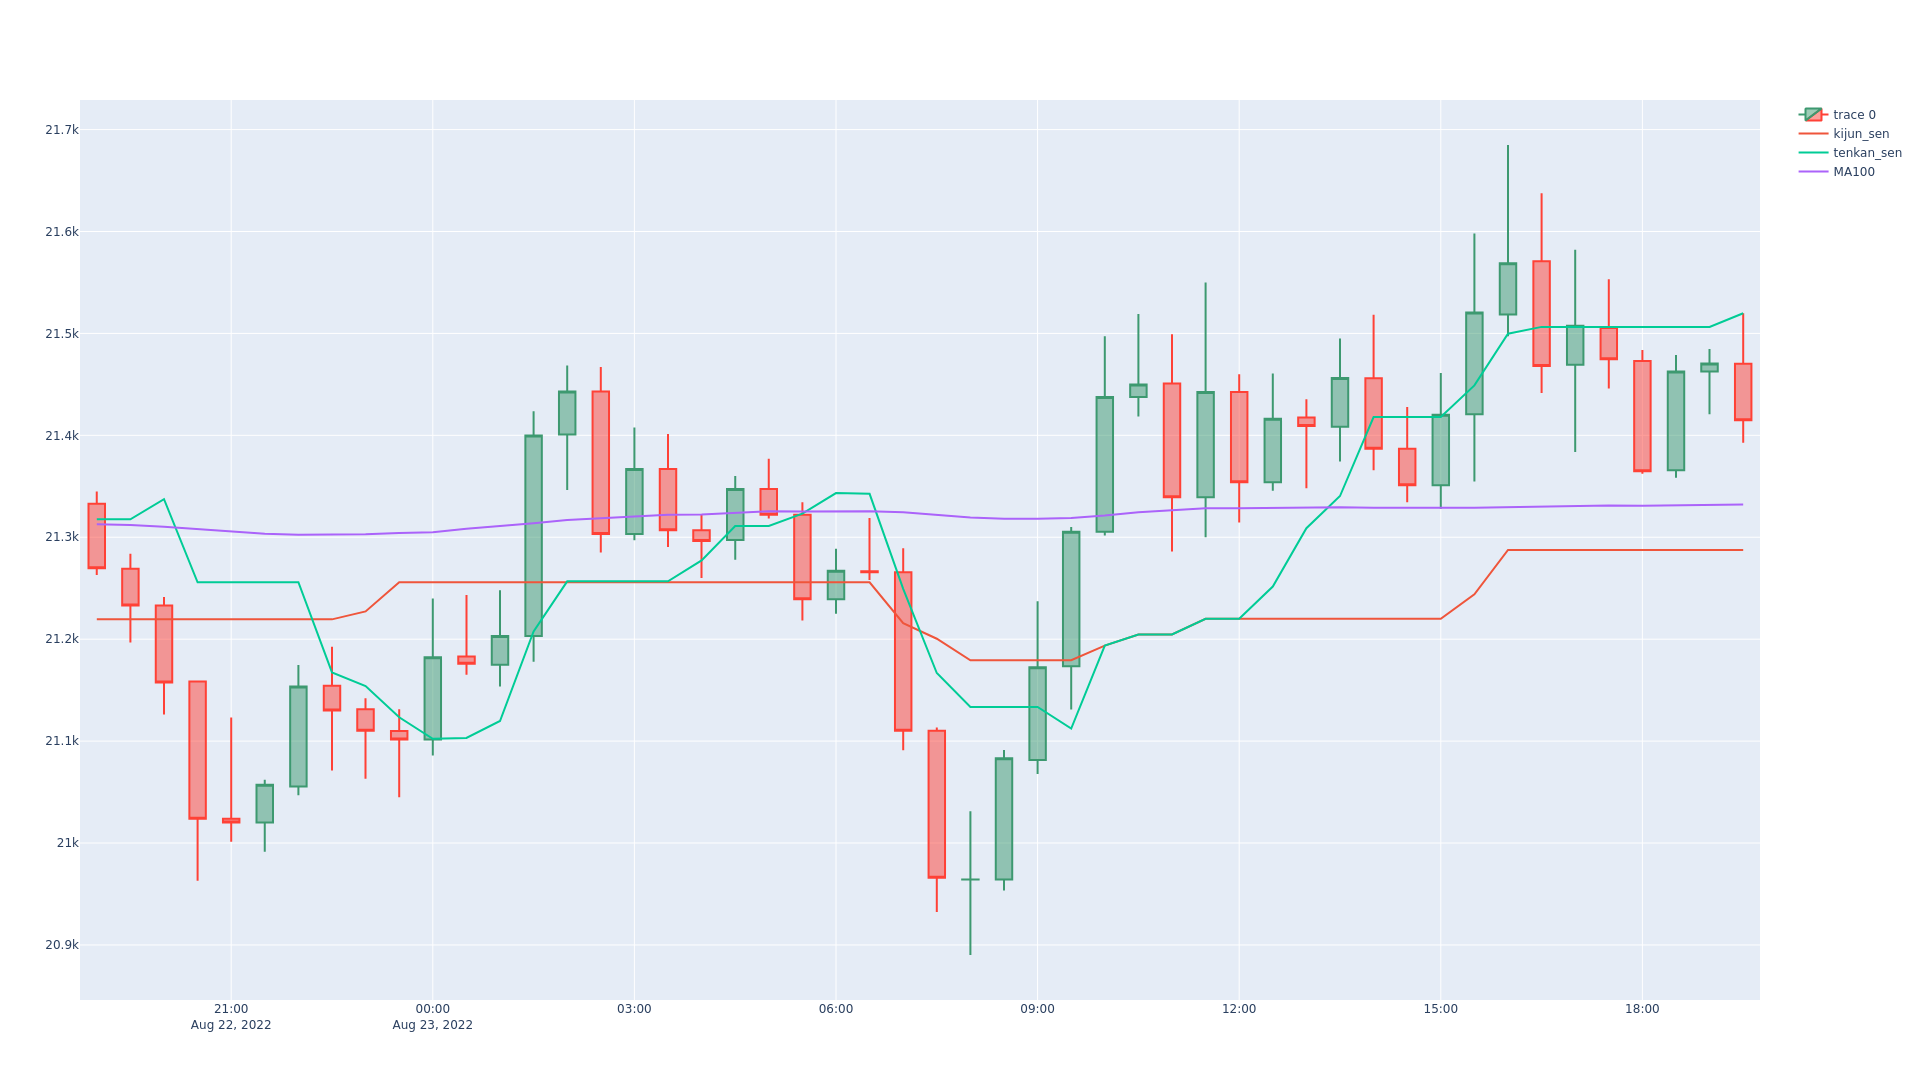 21.7k
21.6k
21.5k
21.4k
21.3k
21.2k
21.1k
21k
20.9k
21:00
Aug 22, 2022
00:00
Aug 23, 2022
03:00
06:00
09:00
12:00
15:00
18:00
trace 0
kijun_sen
tenkan_sen
MA100